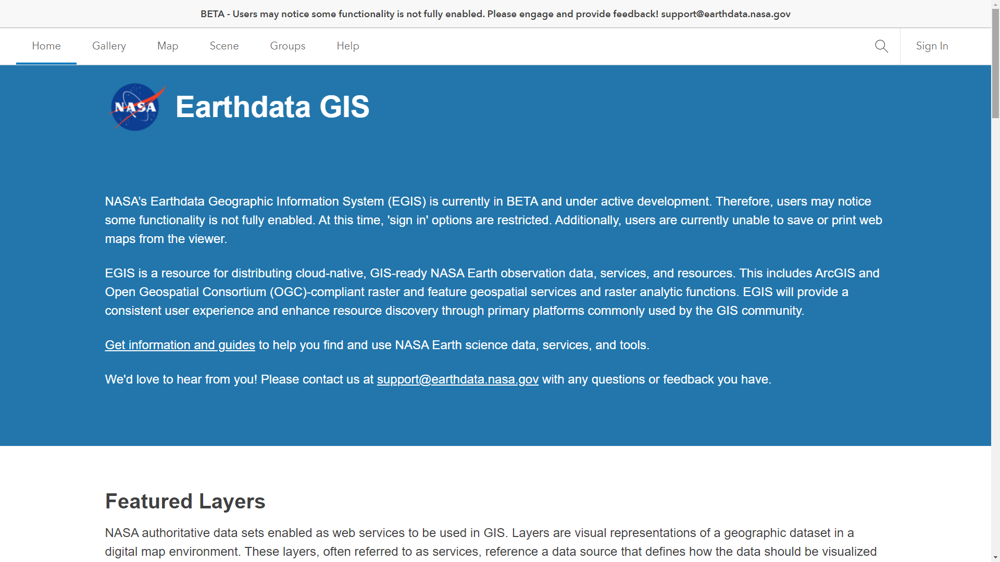 BETA - Users may notice some functionality is not fully enabled. Please engage and provide feedback! support@earthdata.nasa.gov
Home Gallery Map Scene Groups Help Sign In
NASA Earthdata GIS
NASA’s Earthdata Geographic Information System (EGIS) is currently in BETA and under active development. Therefore, users may notice
some functionality is not fully enabled. At this time, 'sign in' options are restricted. Additionally, users are currently unable to save or print web
maps from the viewer.
EGIS is a resource for distributing cloud-native, GIS-ready NASA Earth observation data, services, and resources. This includes ArcGIS and
Open Geospatial Consortium (OGC)-compliant raster and feature geospatial services and raster analytic functions. EGIS will provide a
consistent user experience and enhance resource discovery through primary platforms commonly used by the GIS community.
Get information and guides to help you find and use NASA Earth science data, services, and tools.
We'd love to hear from you! Please contact us at support@earthdata.nasa.gov with any questions or feedback you have.
Featured Layers
NASA authoritative data sets enabled as web services to be used in GIS. Layers are visual representations of a geographic dataset in a
digital map environment. These layers, often referred to as services, reference a data source that defines how the data should be visualized